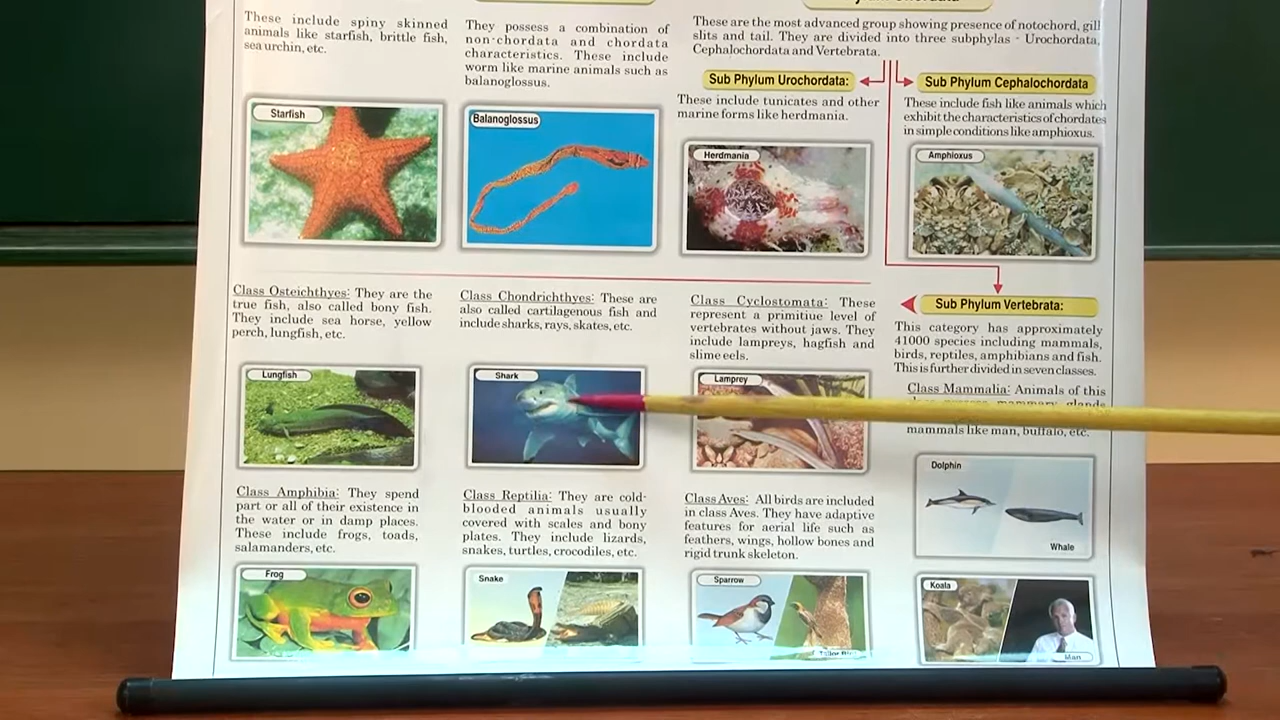 These include spiny skinned
animals like starfish, brittle fish,
sea urchin, etc.
Starfish
They possess a combination of
non-chordata and chordata
characteristics. These include
worm like marine animals such as
balanoglossus.
Balanoglossus
These are the most advanced group showing presence of notochord, gill
slits and tail. They are divided into three subphylas - Urochordata,
Cephalochordata and Vertebrata.
Sub Phylum Urochordata:
These include tunicates and other
marine forms like herdmania.
Herdmania
Sub Phylum Cephalochordata
These include fish like animals which
exhibit the characteristics of chordates
in simple conditions like amphioxus.
Amphioxus
Class Osteichthyes: They are the
true fish, also called bony fish.
They include sea horse, yellow
perch, lungfish, etc.
Lungfish
Class Chondrichthyes: These are
also called cartilagenous fish and
include sharks, rays, skates, etc.
Shark
Class Cyclostomata: These
represent a primitiue level of
vertebrates without jaws. They
include lampreys, hagfish and
slime eels.
Lamprey
Sub Phylum Vertebrata:
This category has approximately
41000 species including mammals,
birds, reptiles, amphibians and fish.
This is further divided in seven classes.
Class Mammalia: Animals of this
mammals like man, buffalo, etc.
Dolphin
Whale
Class Amphibia: They spend
part or all of their existence in
the water or in damp places.
These include frogs, toads,
salamanders, etc.
Frog
Class Reptilia: They are cold-
blooded animals usually
covered with scales and bony
plates. They include lizards,
snakes, turtles, crocodiles, etc.
Snake
Class Aves: All birds are included
in class Aves. They have adaptive
features for aerial life such as
feathers, wings, hollow bones and
rigid trunk skeleton.
Sparrow
Koala
Man